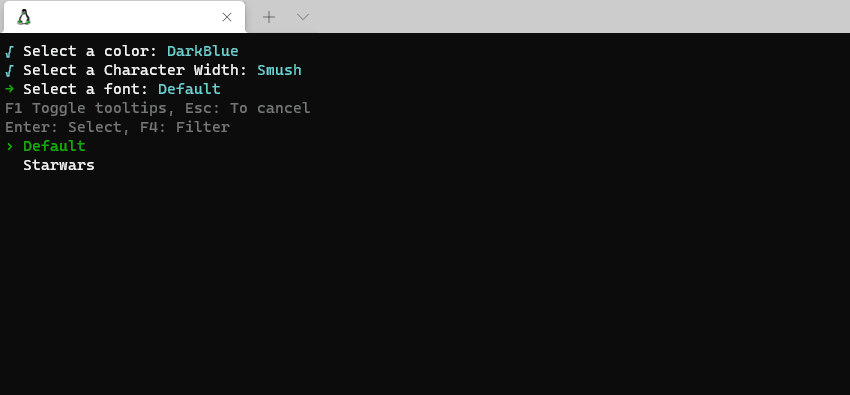 √ Select a color: DarkBlue
√ Select a Character Width: Smush
➔ Select a font: Default
F1 Toggle tooltips, Esc: To cancel
Enter: Select, F4: Filter
› Default
Starwars